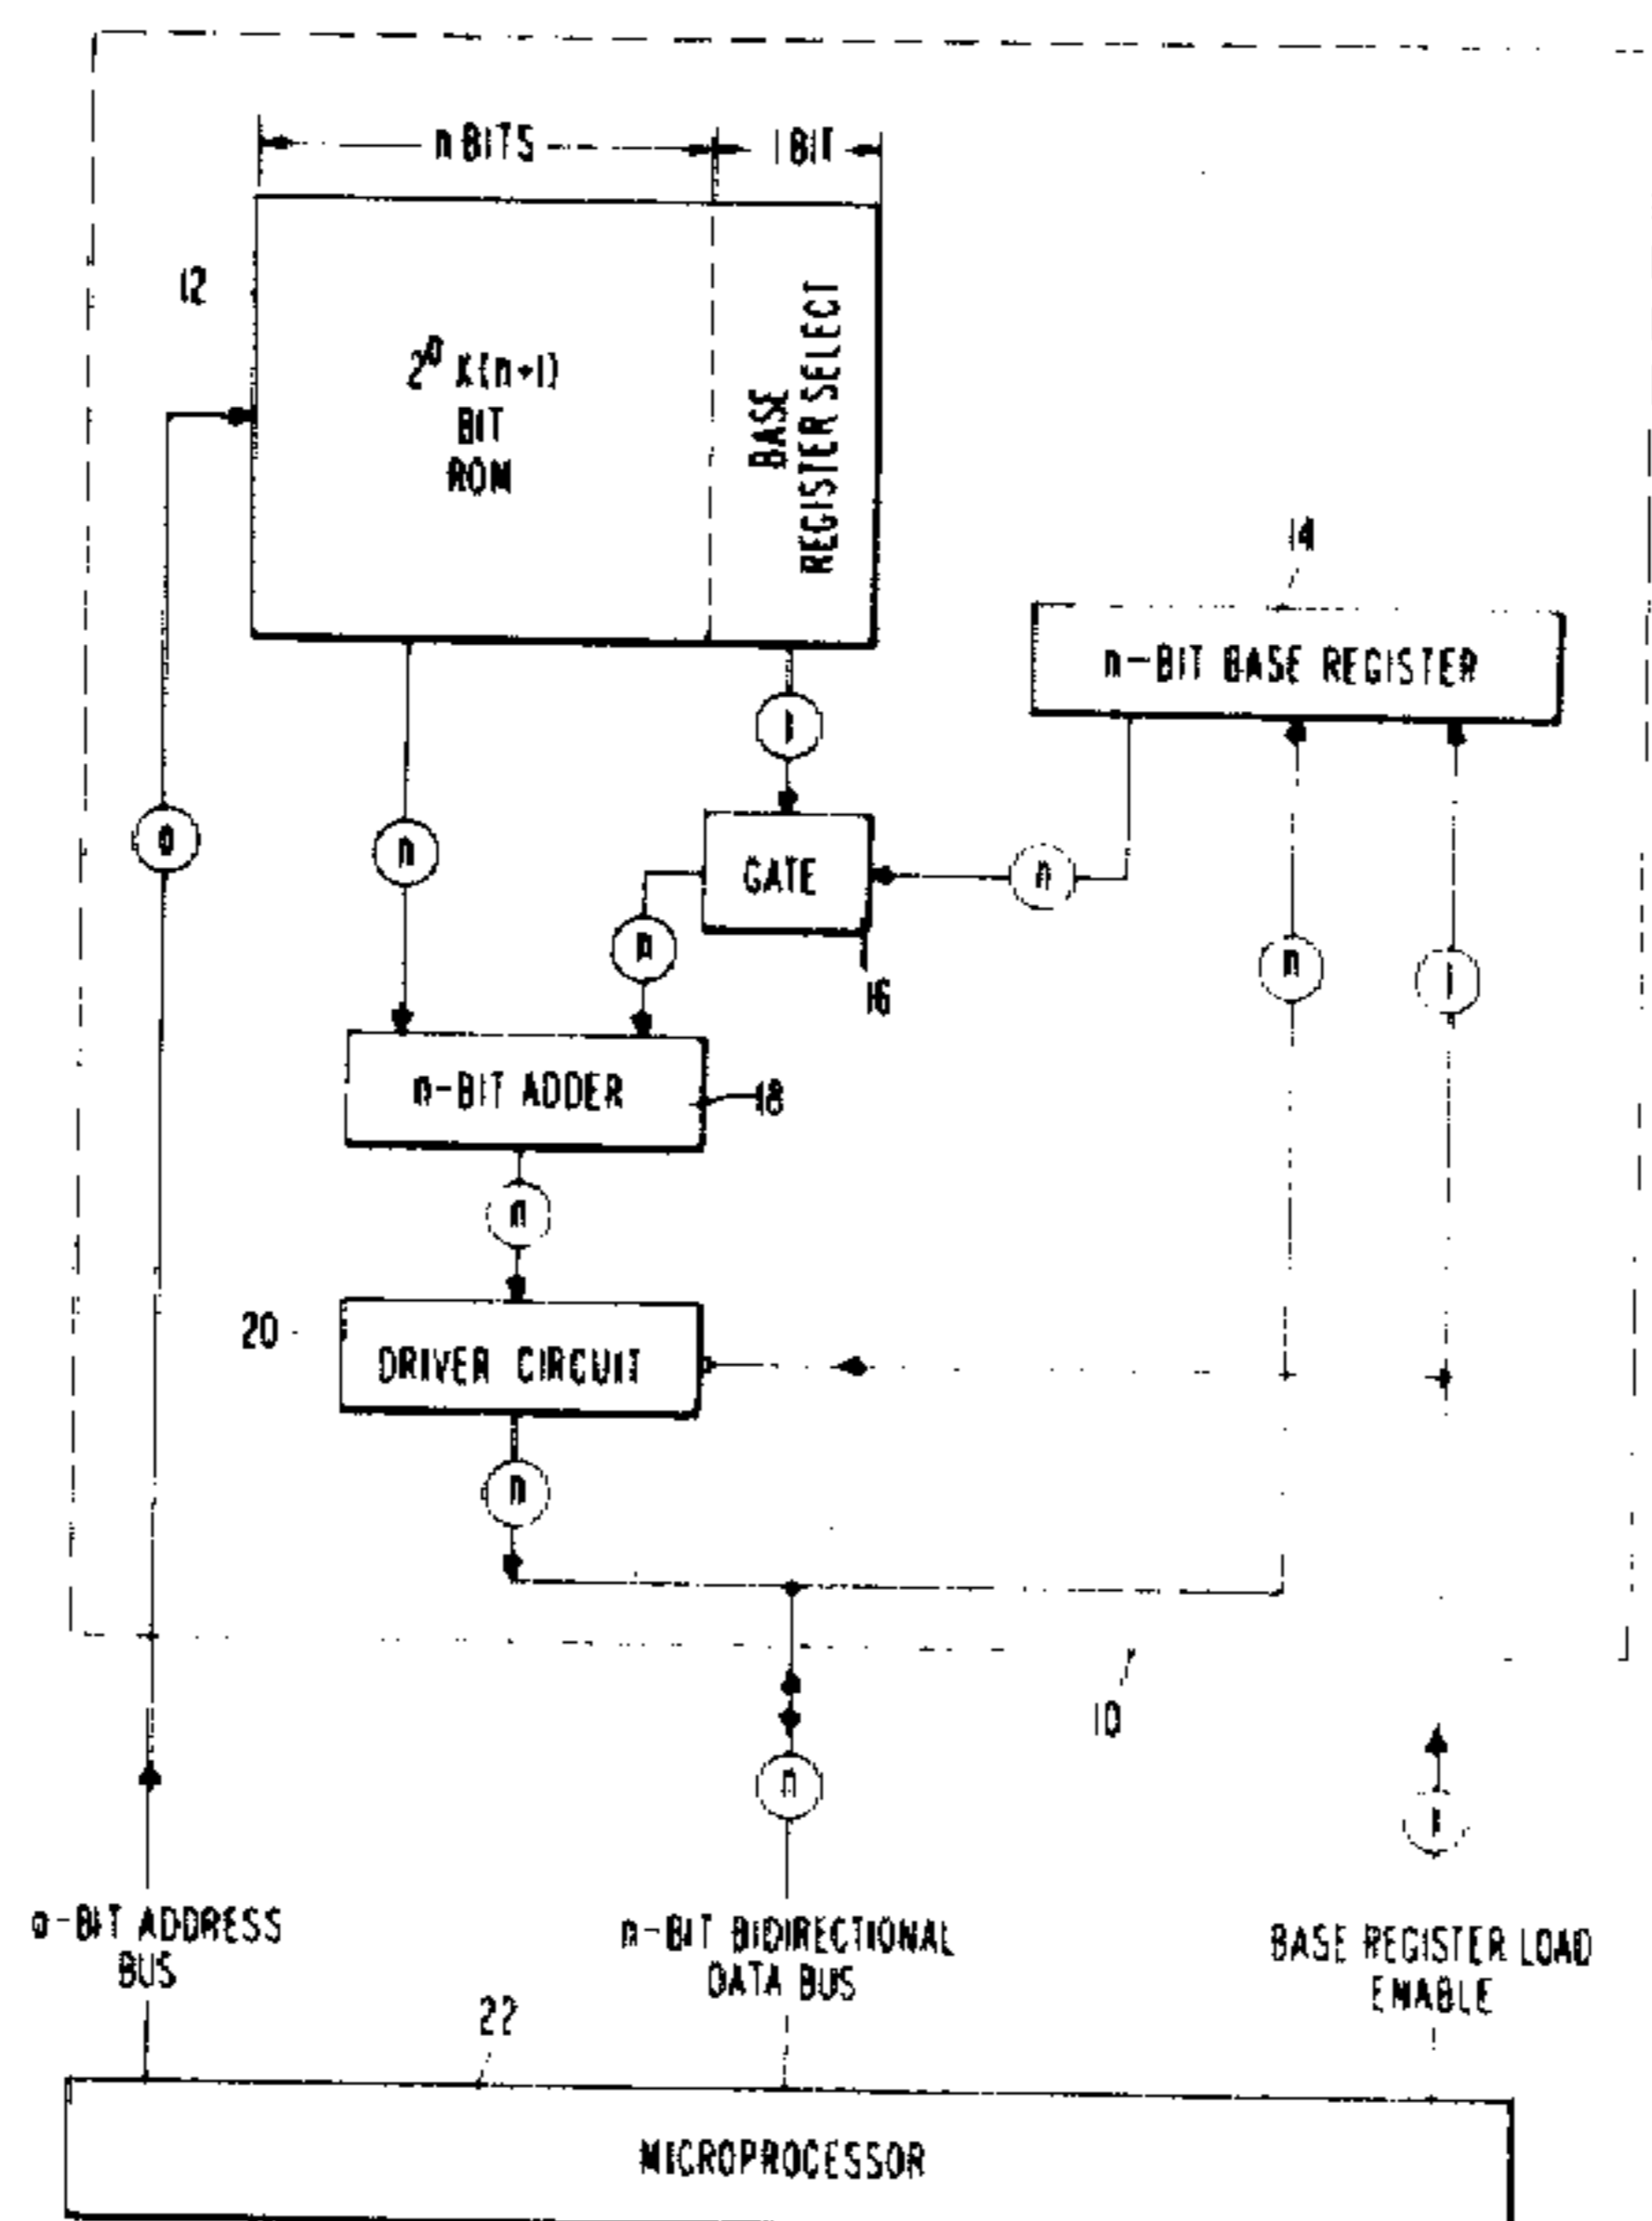 n BITS
1 BIT
12
2ᵃ X(n+1)
BIT
ROM
BASE
REGISTER SELECT
14
n-BIT BASE REGISTER
1
a
n
GATE
n
n
16
n
1
n-BIT ADDER
18
n
20
DRIVER CIRCUIT
n
10
n
1
a-BIT ADDRESS
BUS
n-BIT BIDIRECTIONAL
DATA BUS
BASE REGISTER LOAD
ENABLE
22
MICROPROCESSOR